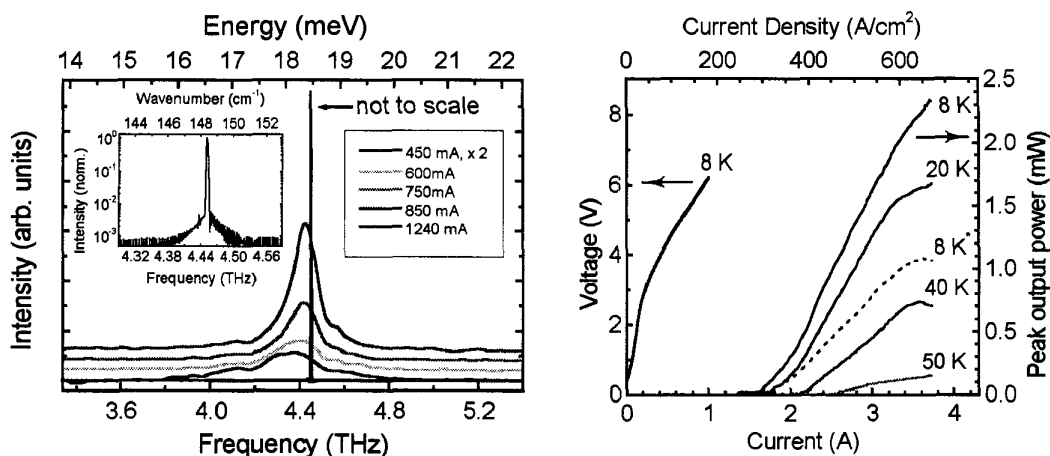 Energy (meV)
14 15 16 17 18 19 20 21 22
Intensity (arb. units)
Wavenumber (cm⁻¹)
144 146 148 150 152
Intensity (norm.)
10⁰
10⁻¹
10⁻²
10⁻³
4.32 4.38 4.44 4.50 4.56
Frequency (THz)
not to scale
450 mA, x 2
600mA
750mA
850 mA
1240 mA
3.6 4.0 4.4 4.8 5.2
Frequency (THz)
Current Density (A/cm²)
0 200 400 600
Voltage (V)
8
6
4
2
0
8 K
8 K
20 K
8 K*
40 K
50 K
2.5
2.0
1.5
1.0
0.5
0.0
Peak output power (mW)
0 1 2 3 4
Current (A)